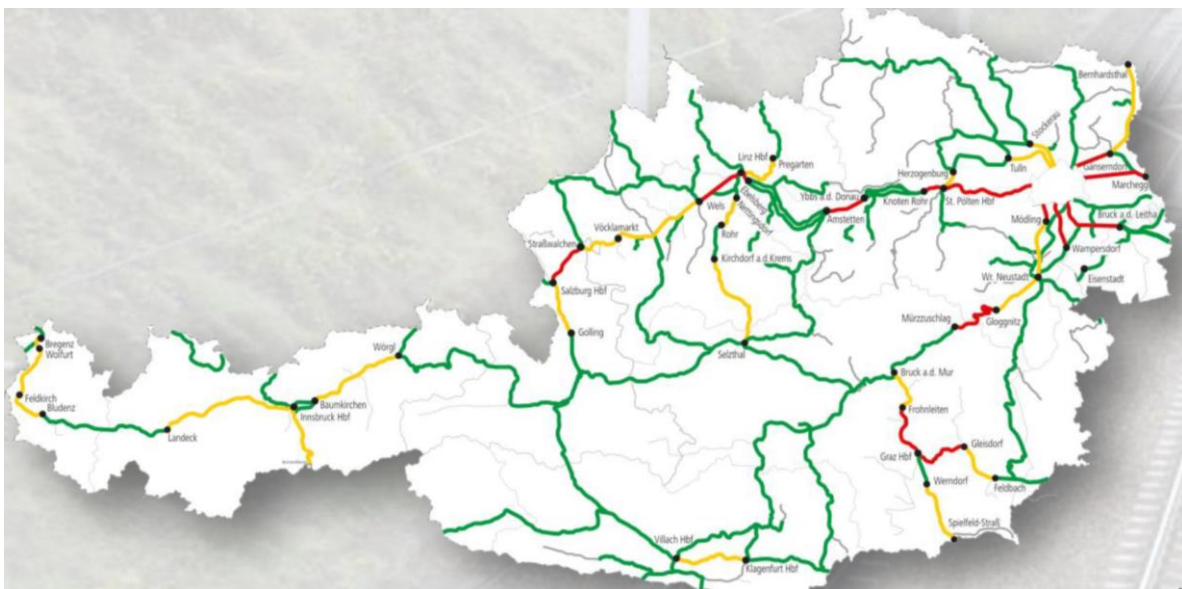 Bernhardsthal
Stockerau
Linz Hbf
Pregarten
Tulln
Gänserndorf
Marchegg
Herzogenburg
Ebelsberg
Nettingsdorf
Ybbs a.d. Donau
Knoten Rohr
St. Pölten Hbf
Wels
Amstetten
Mödling
Bruck a.d. Leitha
Vöcklamarkt
Rohr
Straßwalchen
Wampersdorf
Kirchdorf a.d Krems
Wr. Neustadt
Eisenstadt
Salzburg Hbf
Mürzzuschlag
Gloggnitz
Golling
Bregenz
Wolfurt
Wörgl
Selzthal
Bruck a.d. Mur
Feldkirch
Bludenz
Baumkirchen
Innsbruck Hbf
Frohnleiten
Landeck
Gleisdorf
Graz Hbf
Werndorf
Feldbach
Spielfeld-Straß
Villach Hbf
Klagenfurt Hbf